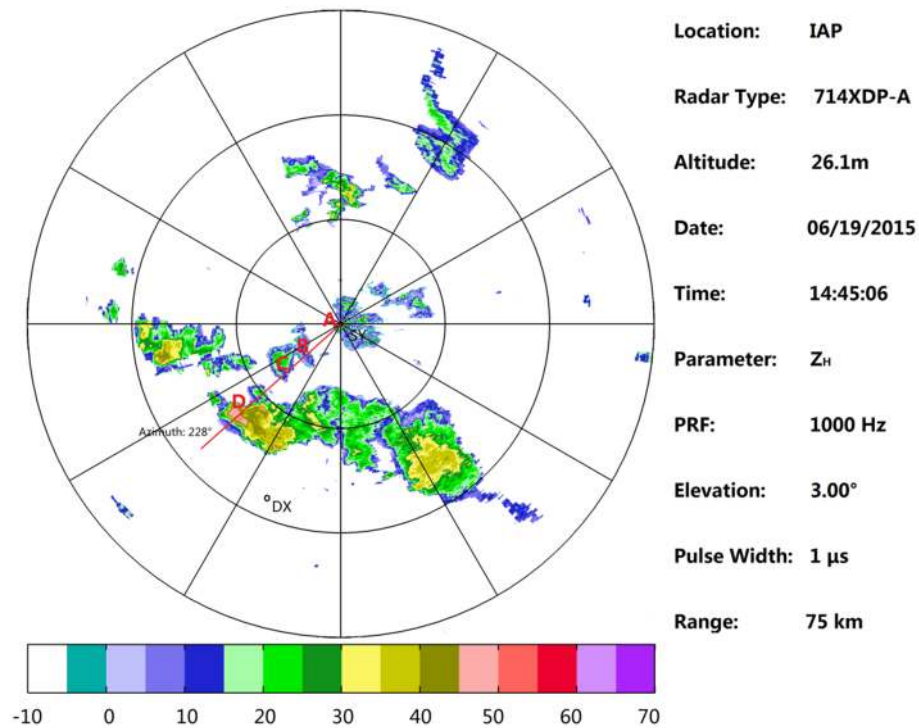 Location: IAP
Radar Type: 714XDP-A
Altitude: 26.1m
Date: 06/19/2015
Time: 14:45:06
Parameter: ZH
PRF: 1000 Hz
Elevation: 3.00°
Pulse Width: 1 μs
Range: 75 km
A
SY
B
C
D
Azimuth: 228°
DX
-10 0 10 20 30 40 50 60 70